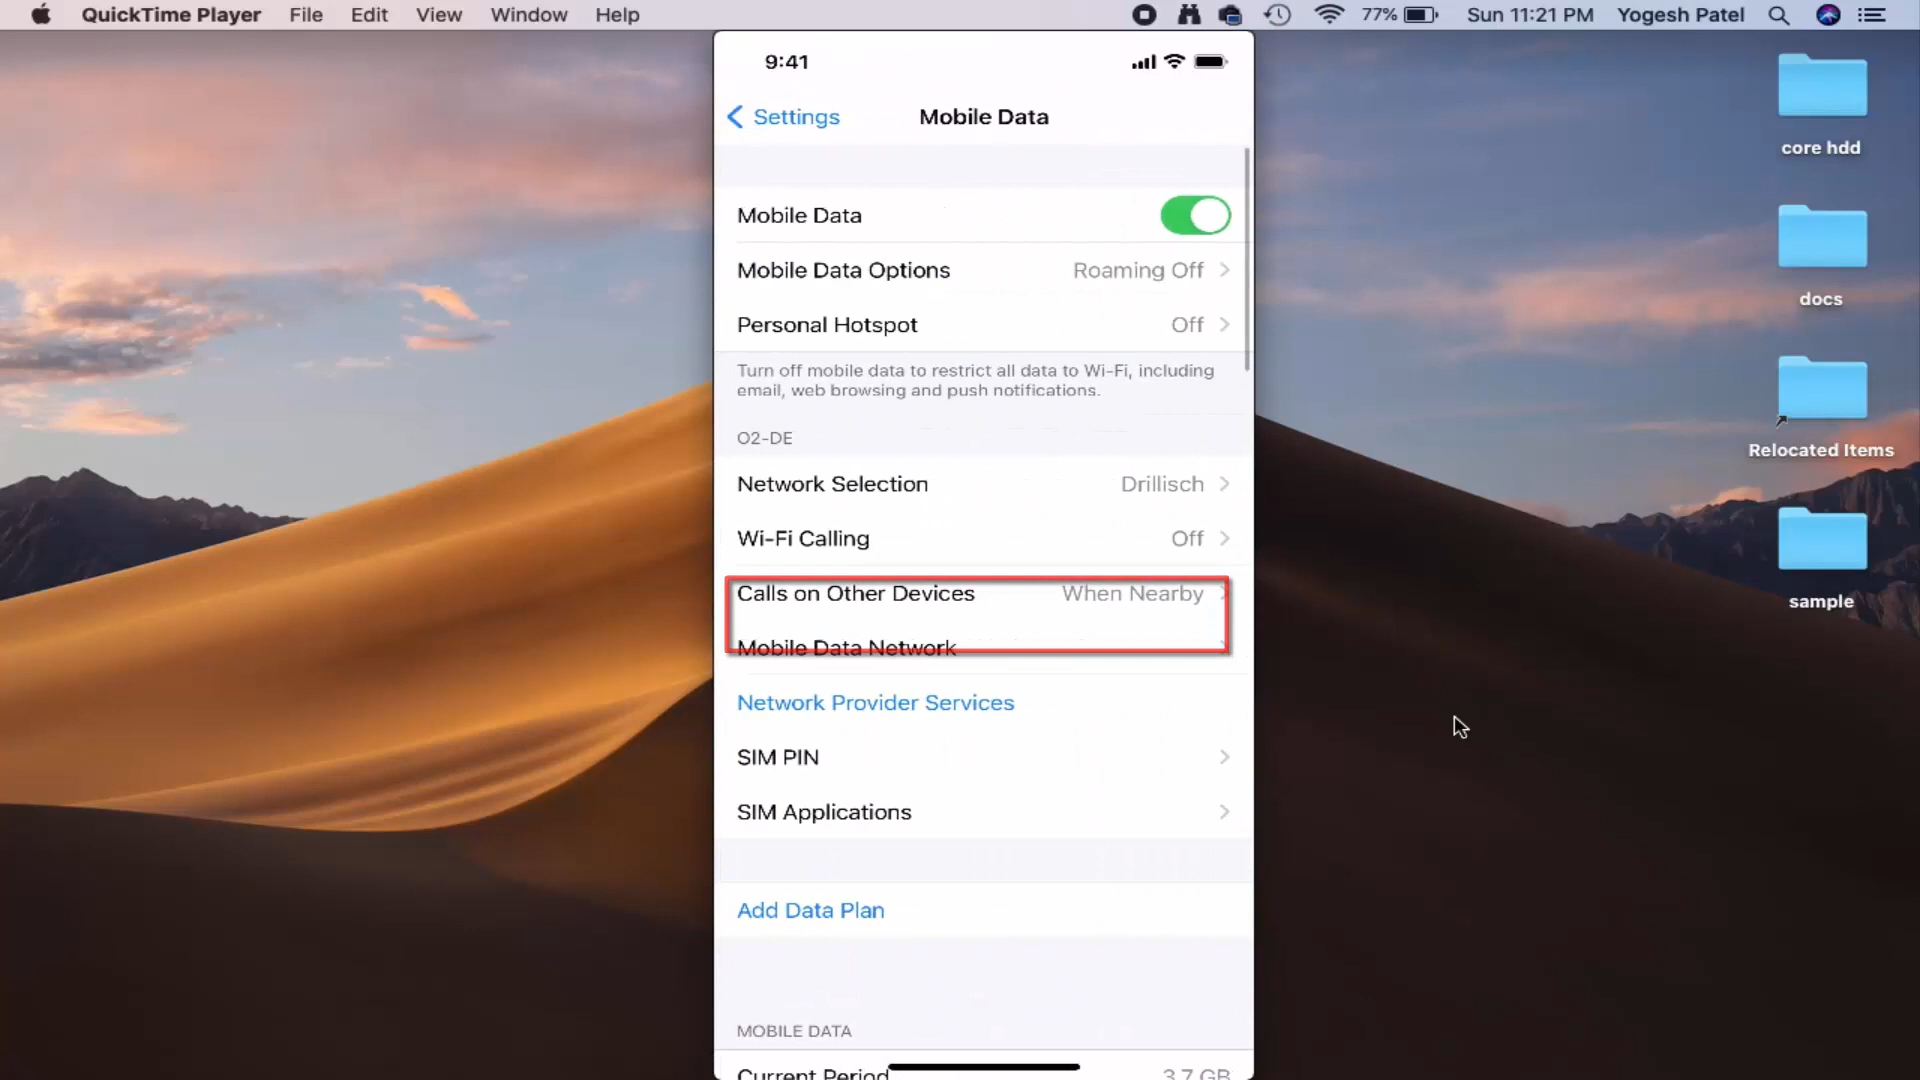 QuickTime Player File Edit View Window Help 77% Sun 11:21 PM Yogesh Patel
9:41
Settings Mobile Data
Mobile Data
Mobile Data Options Roaming Off
Personal Hotspot Off
Turn off mobile data to restrict all data to Wi-Fi, including
email, web browsing and push notifications.
O2-DE
Network Selection Drillisch
Wi-Fi Calling Off
Calls on Other Devices When Nearby
Mobile Data Network
Network Provider Services
SIM PIN
SIM Applications
Add Data Plan
MOBILE DATA
Current Period 3.7 GB
core hdd
docs
Relocated Items
sample